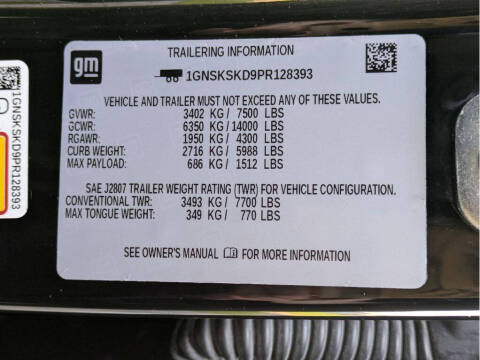 gm
TRAILERING INFORMATION
1GNSKSKD9PR128393
VEHICLE AND TRAILER MUST NOT EXCEED ANY OF THESE VALUES.
GVWR: 3402 KG / 7500 LBS
GCWR: 6350 KG / 14000 LBS
RGAWR: 1950 KG / 4300 LBS
CURB WEIGHT: 2716 KG / 5988 LBS
MAX PAYLOAD: 686 KG / 1512 LBS
SAE J2807 TRAILER WEIGHT RATING (TWR) FOR VEHICLE CONFIGURATION.
CONVENTIONAL TWR: 3493 KG / 7700 LBS
MAX TONGUE WEIGHT: 349 KG / 770 LBS
SEE OWNER'S MANUAL FOR MORE INFORMATION
1GNSKSKD9PR128393